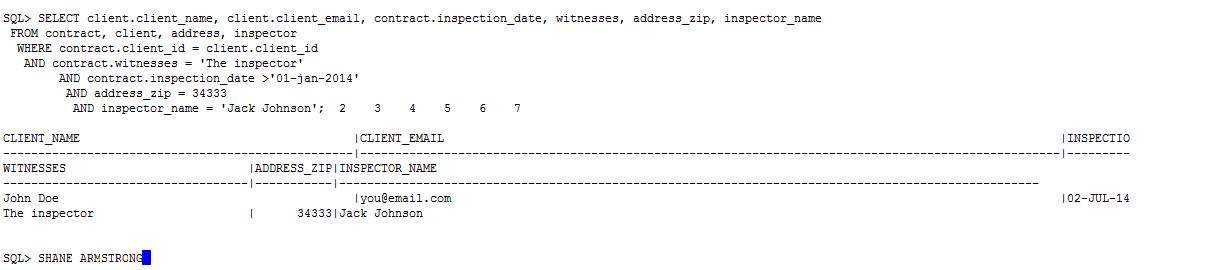 SQL> SELECT client.client_name, client.client_email, contract.inspection_date, witnesses, address_zip, inspector_name
FROM contract, client, address, inspector
WHERE contract.client_id = client.client_id
AND contract.witnesses = 'The inspector'
AND contract.inspection_date >'01-jan-2014'
AND address_zip = 34333
AND inspector_name = 'Jack Johnson'; 2 3 4 5 6 7
CLIENT_NAME |CLIENT_EMAIL |INSPECTIO
--------------------------------------------------|----------------------------------------------------------------------------------------------------|---------
WITNESSES |ADDRESS_ZIP|INSPECTOR_NAME
-----------------------------------|-----------|----------------------------------------------------------------------------------------------------
John Doe |you@email.com |02-JUL-14
The inspector | 34333|Jack Johnson
SQL> SHANE ARMSTRONG